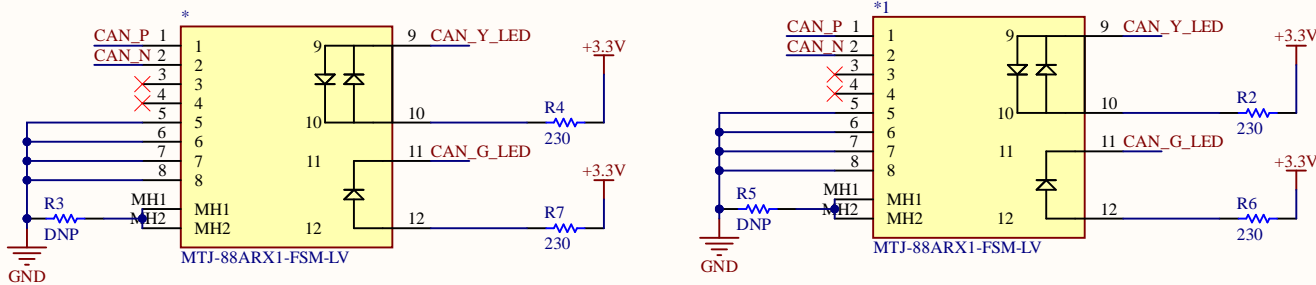 *
CAN_P 1
CAN_N 2
3
4
5
6
7
8
MH1
MH2
1
2
3
4
5
6
7
8
MH1
MH2
9
10
11
12
9 CAN_Y_LED
10
11 CAN_G_LED
12
+3.3V
R4
230
+3.3V
R7
230
R3
DNP
GND
MTJ-88ARX1-FSM-LV
*1
CAN_P 1
CAN_N 2
3
4
5
6
7
8
MH1
MH2
1
2
3
4
5
6
7
8
MH1
MH2
9
10
11
12
9 CAN_Y_LED
10
11 CAN_G_LED
12
+3.3V
R2
230
+3.3V
R6
230
R5
DNP
GND
MTJ-88ARX1-FSM-LV